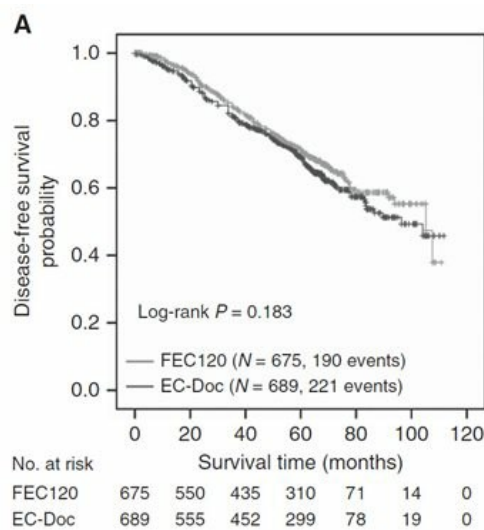 A
Disease-free survival
probability
1.0
0.8
0.6
0.4
0.2
0.0
Log-rank P = 0.183
FEC120 (N = 675, 190 events)
EC-Doc (N = 689, 221 events)
0 20 40 60 80 100 120
Survival time (months)
No. at risk
FEC120 675 550 435 310 71 14 0
EC-Doc 689 555 452 299 78 19 0